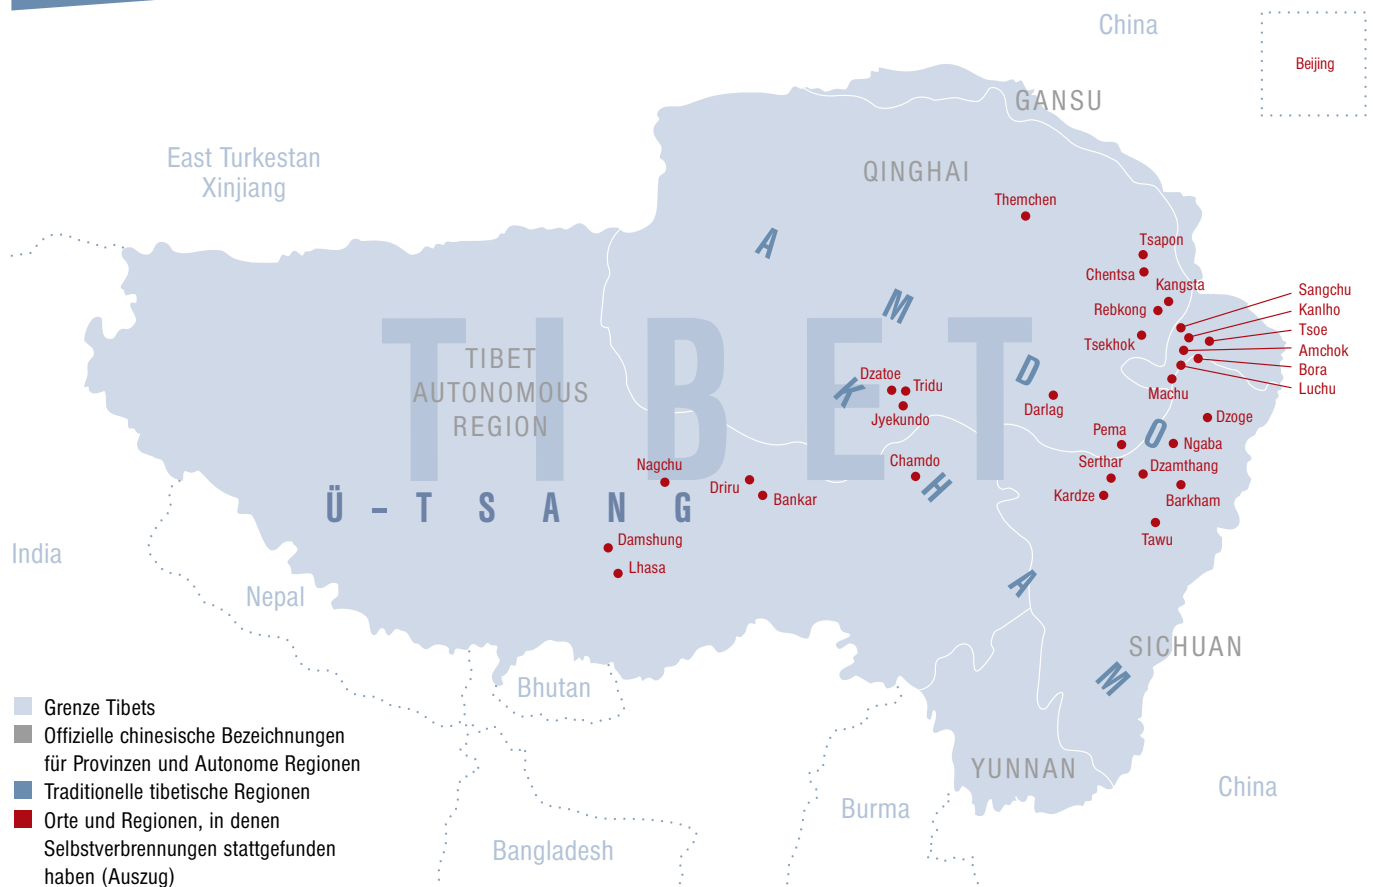 China
Beijing
GANSU
East Turkestan
Xinjiang
QINGHAI
Themchen
A
Tsapon
Chentsa
Kangsta
Sangchu
M
Rebkong
Kanlho
Tsoe
Tsekhok
Amchok
TIBET
TIBET
AUTONOMOUS
REGION
Bora
Luchu
Dzatoe
Tridu
K
D
Machu
Jyekundo
Darlag
Dzoge
Pema
O
Ngaba
Nagchu
Chamdo
Serthar
Dzamthang
Driru
Bankar
H
Kardze
Barkham
Ü – T S A N G
Damshung
Tawu
India
Lhasa
Nepal
A
SICHUAN
Bhutan
M
Grenze Tibets
Offizielle chinesische Bezeichnungen
für Provinzen und Autonome Regionen
Traditionelle tibetische Regionen
Orte und Regionen, in denen
Selbstverbrennungen stattgefunden
haben (Auszug)
YUNNAN
China
Burma
Bangladesh